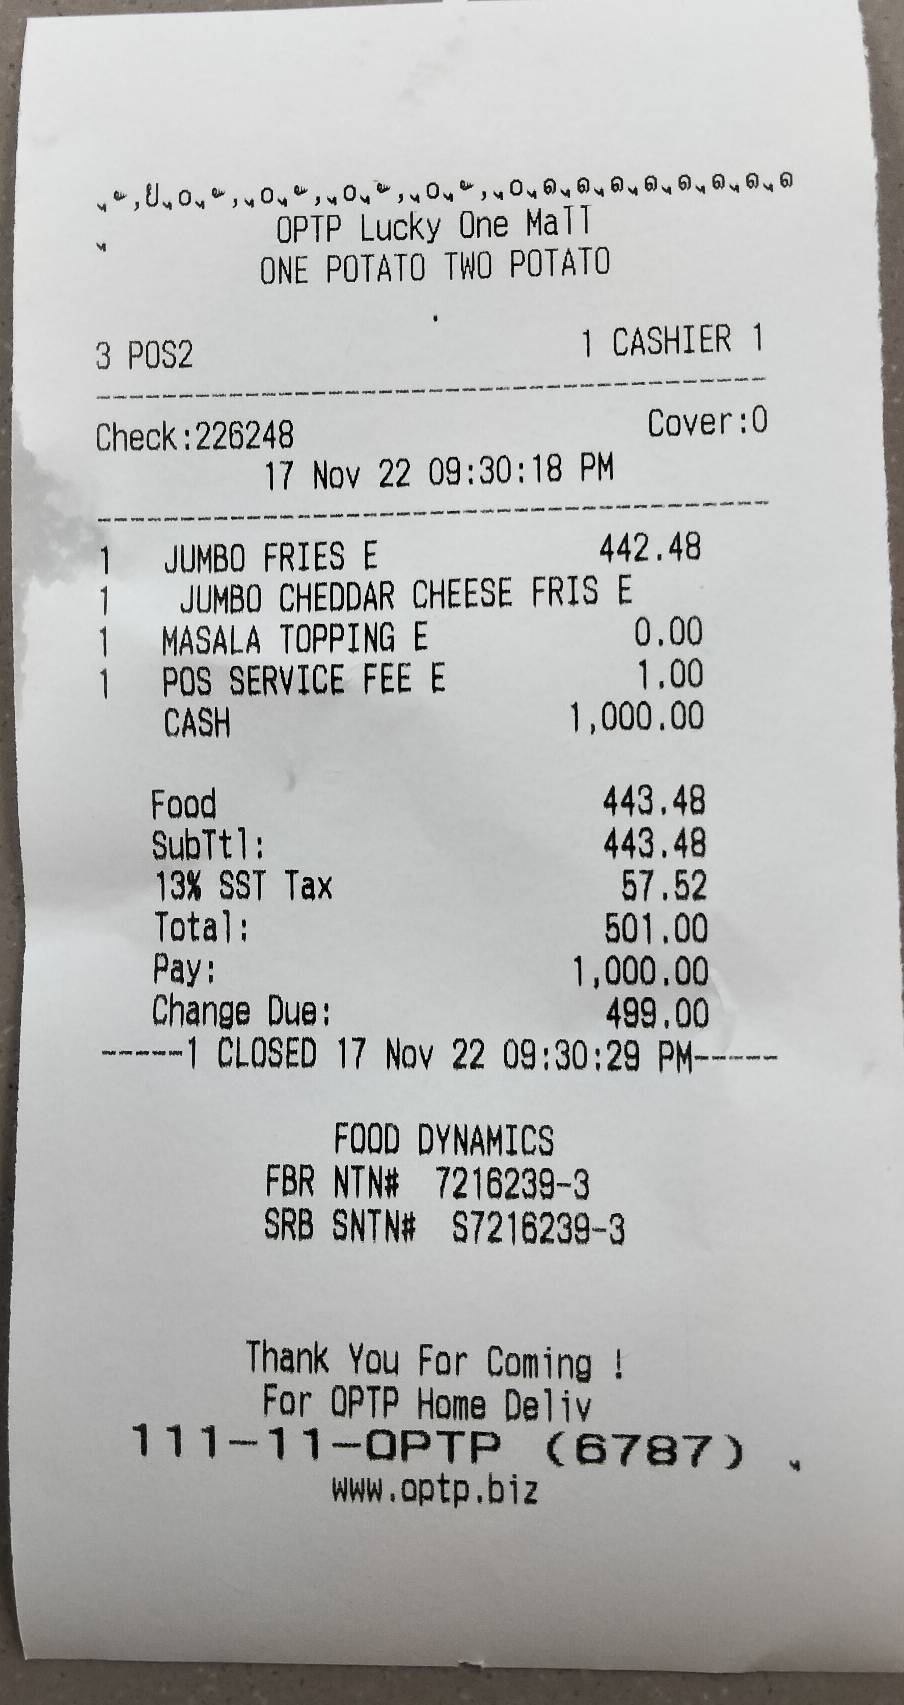 OPTP Lucky One Mall
ONE POTATO TWO POTATO
3 POS2 1 CASHIER 1
Check:226248 Cover:0
17 Nov 22 09:30:18 PM
1 JUMBO FRIES E 442.48
1 JUMBO CHEDDAR CHEESE FRIS E
1 MASALA TOPPING E 0.00
1 POS SERVICE FEE E 1.00
CASH 1,000.00
Food 443.48
SubTtl: 443.48
13% SST Tax 57.52
Total: 501.00
Pay: 1,000.00
Change Due: 499.00
-----1 CLOSED 17 Nov 22 09:30:29 PM-----
FOOD DYNAMICS
FBR NTN# 7216239-3
SRB SNTN# S7216239-3
Thank You For Coming !
For OPTP Home Deliv
111-11-OPTP (6787)
www.optp.biz